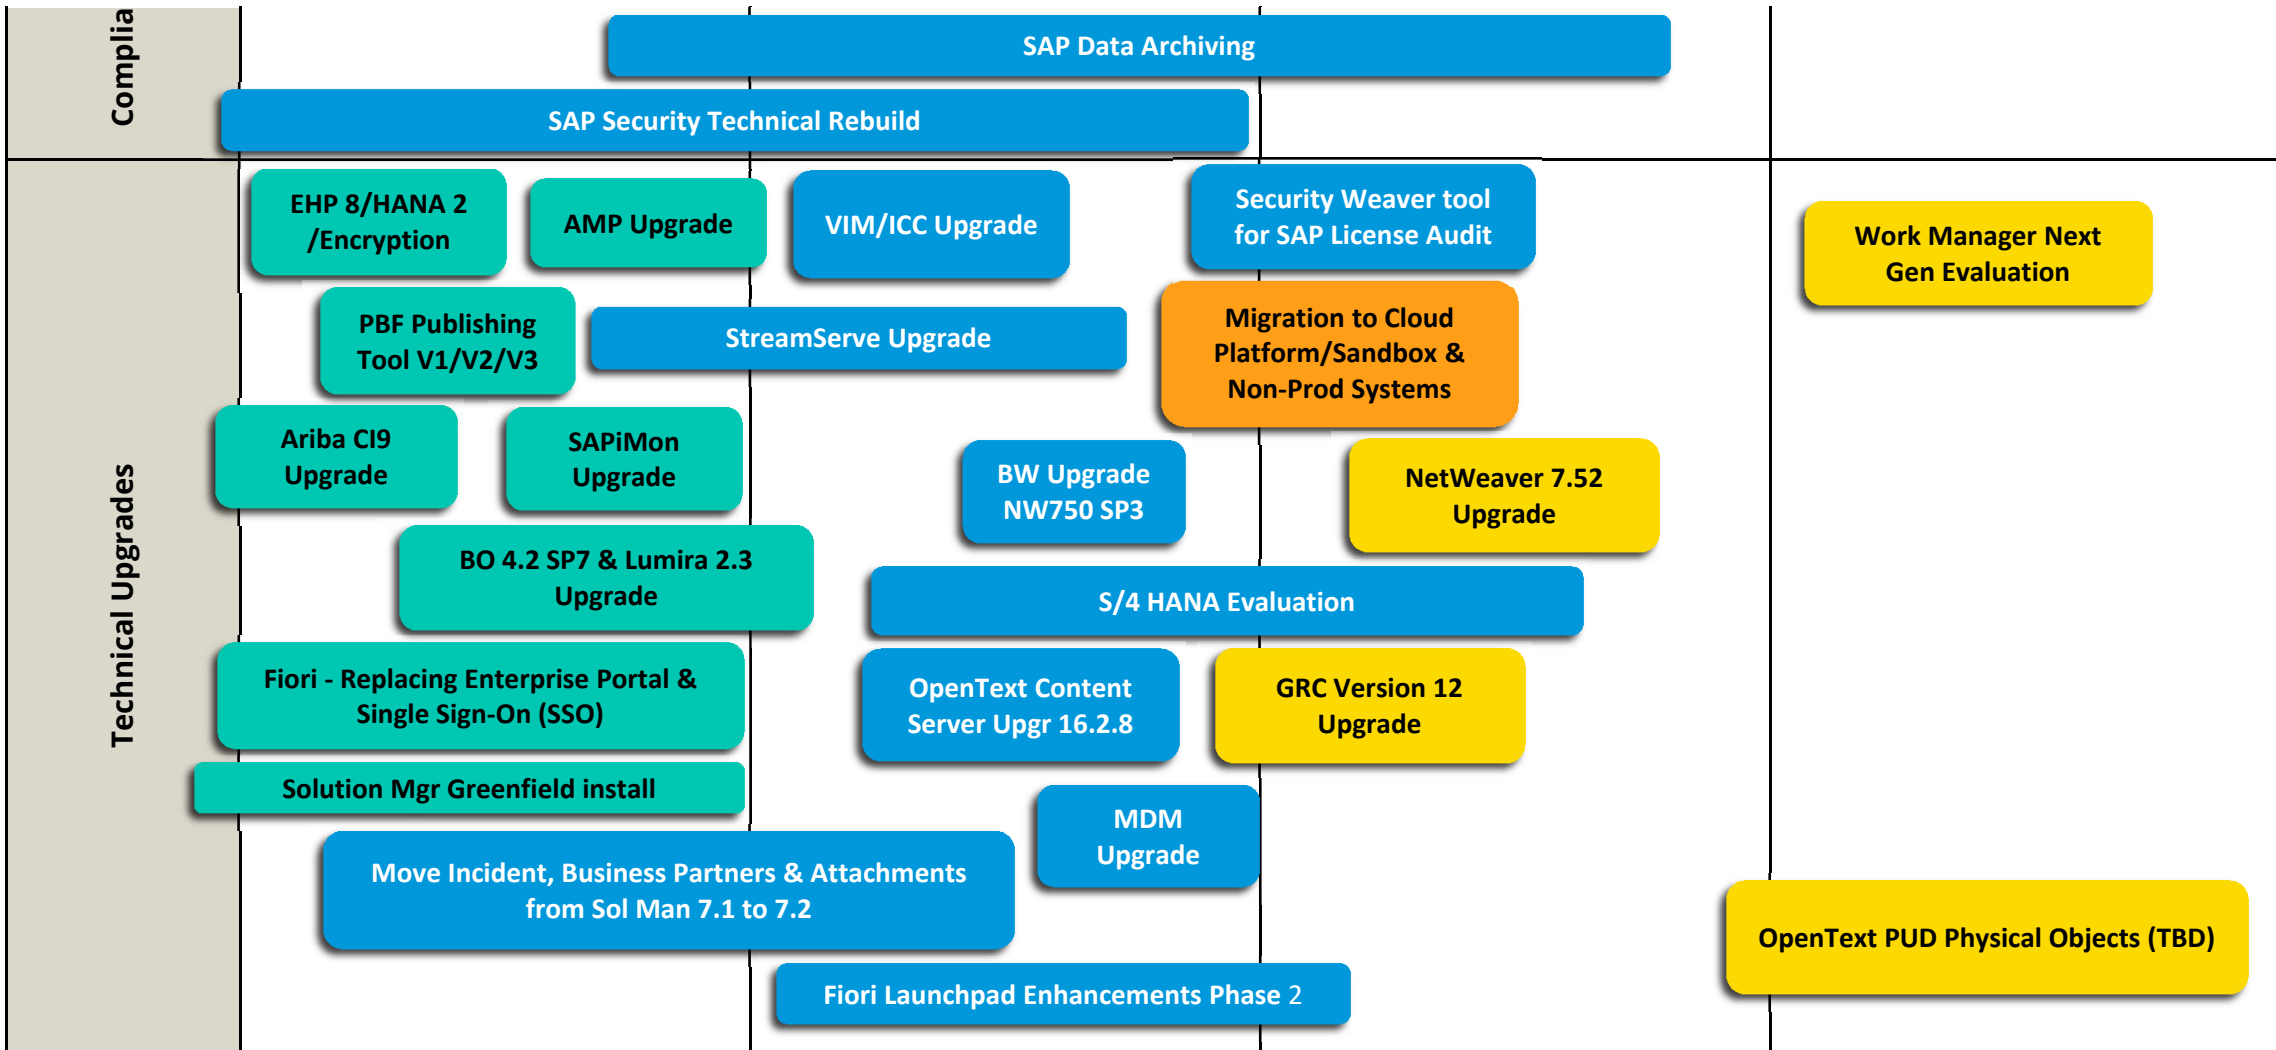 Complia
SAP Data Archiving
SAP Security Technical Rebuild
Technical Upgrades
EHP 8/HANA 2
/Encryption
AMP Upgrade
VIM/ICC Upgrade
Security Weaver tool
for SAP License Audit
Work Manager Next
Gen Evaluation
PBF Publishing
Tool V1/V2/V3
StreamServe Upgrade
Migration to Cloud
Platform/Sandbox &
Non-Prod Systems
Ariba CI9
Upgrade
SAPiMon
Upgrade
BW Upgrade
NW750 SP3
NetWeaver 7.52
Upgrade
BO 4.2 SP7 & Lumira 2.3
Upgrade
S/4 HANA Evaluation
Fiori - Replacing Enterprise Portal &
Single Sign-On (SSO)
OpenText Content
Server Upgr 16.2.8
GRC Version 12
Upgrade
Solution Mgr Greenfield install
MDM
Upgrade
Move Incident, Business Partners & Attachments
from Sol Man 7.1 to 7.2
OpenText PUD Physical Objects (TBD)
Fiori Launchpad Enhancements Phase 2